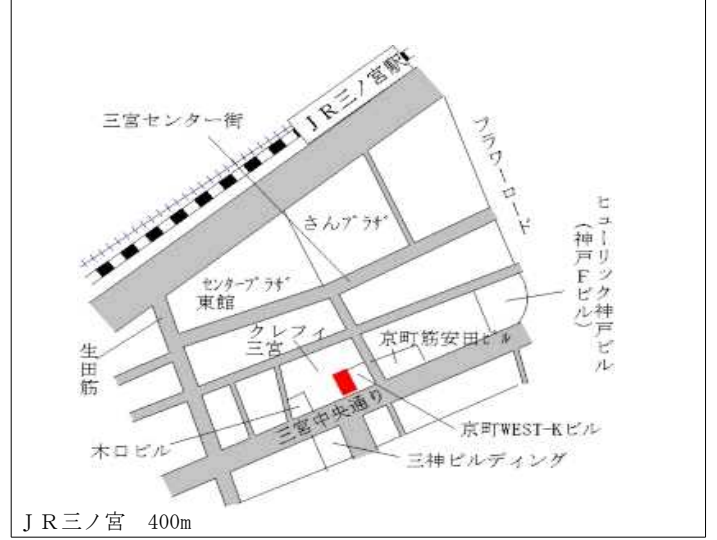 ＪＲ三ノ宮駅
三宮センター街
フラワーロード
さんプラザ
ヒューリック神戸ビル
（神戸Ｆビル）
センタープラザ
東館
クレフィ
三宮
京町筋安田ビル
生田筋
三宮中央通り
京町WEST-Kビル
木口ビル
三神ビルディング
ＪＲ三ノ宮　400m